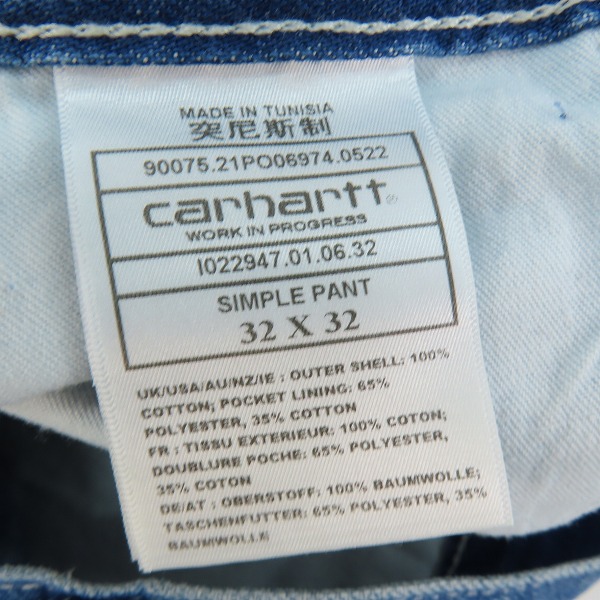 MADE IN TUNISIA
突尼斯制
90075.21PO06974.0522
carhartt®
WORK IN PROGRESS
I022947.01.06.32
SIMPLE PANT
32 X 32
UK/USA/AU/NZ/IE : OUTER SHELL: 100%
COTTON; POCKET LINING: 65%
POLYESTER, 35% COTTON
FR : TISSU EXTERIEUR: 100% COTON;
DOUBLURE POCHE: 65% POLYESTER,
35% COTON
DE/AT : OBERSTOFF: 100% BAUMWOLLE;
TASCHENFUTTER: 65% POLYESTER, 35%
BAUMWOLLE